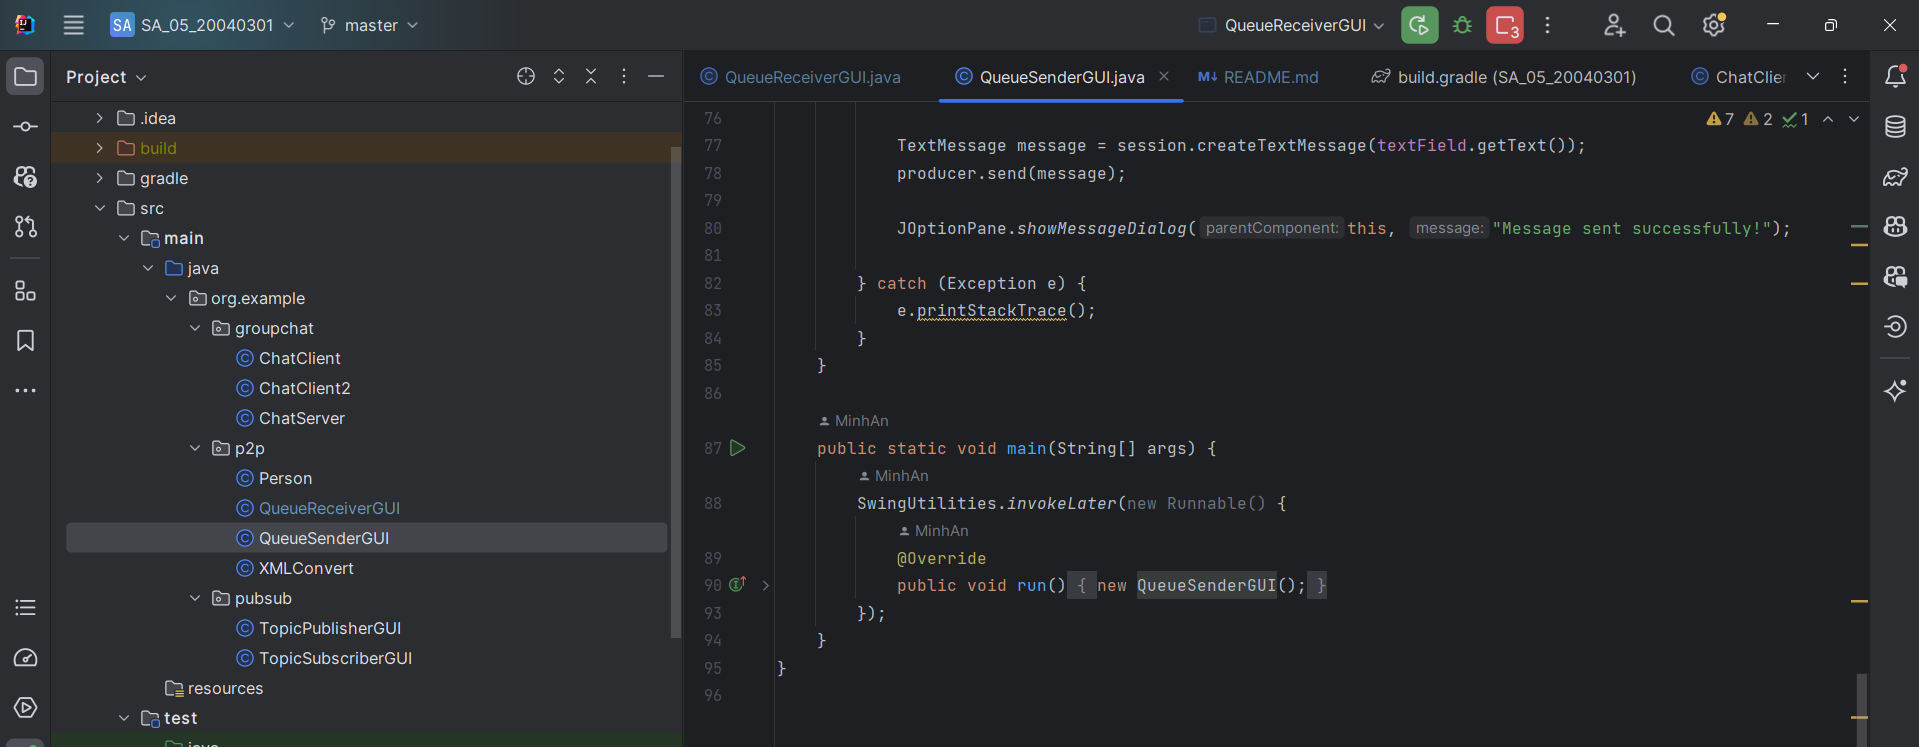 SA SA_05_20040301 master QueueReceiverGUI 3
Project
QueueReceiverGUI.java QueueSenderGUI.java M↓ README.md build.gradle (SA_05_20040301)
.idea
build
gradle
src
main
java
org.example
groupchat
ChatClient
ChatClient2
ChatServer
p2p
Person
QueueReceiverGUI
QueueSenderGUI
XMLConvert
pubsub
TopicPublisherGUI
TopicSubscriberGUI
resources
test
java
7 2 1
76
77 TextMessage message = session.createTextMessage(textField.getText());
78 producer.send(message);
79
80 JOptionPane.showMessageDialog( parentComponent: this, message: "Message sent successfully!");
81
82 } catch (Exception e) {
83 e.printStackTrace();
84 }
85 }
86
MinhAn
87 public static void main(String[] args) {
MinhAn
88 SwingUtilities.invokeLater(new Runnable() {
MinhAn
89 @Override
90 public void run() { new QueueSenderGUI(); }
93 });
94 }
95 }
96